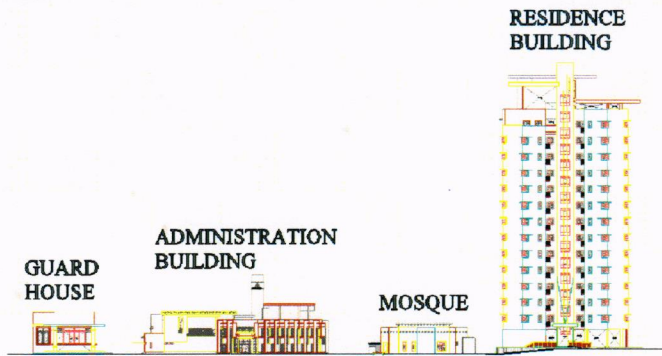 RESIDENCE
BUILDING
ADMINISTRATION
BUILDING
GUARD
HOUSE
MOSQUE